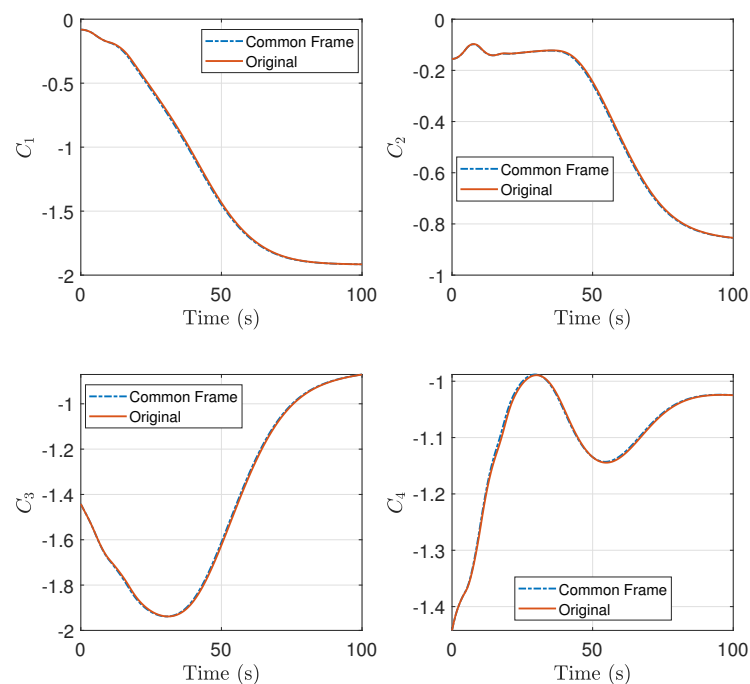 0
-0.5
-1
-1.5
-2
C1
0 50 100
Time (s)
Common Frame
Original
0
-0.2
-0.4
-0.6
-0.8
-1
C2
0 50 100
Time (s)
Common Frame
Original
-1
-1.2
-1.4
-1.6
-1.8
-2
C3
0 50 100
Time (s)
Common Frame
Original
-1
-1.1
-1.2
-1.3
-1.4
C4
0 50 100
Time (s)
Common Frame
Original